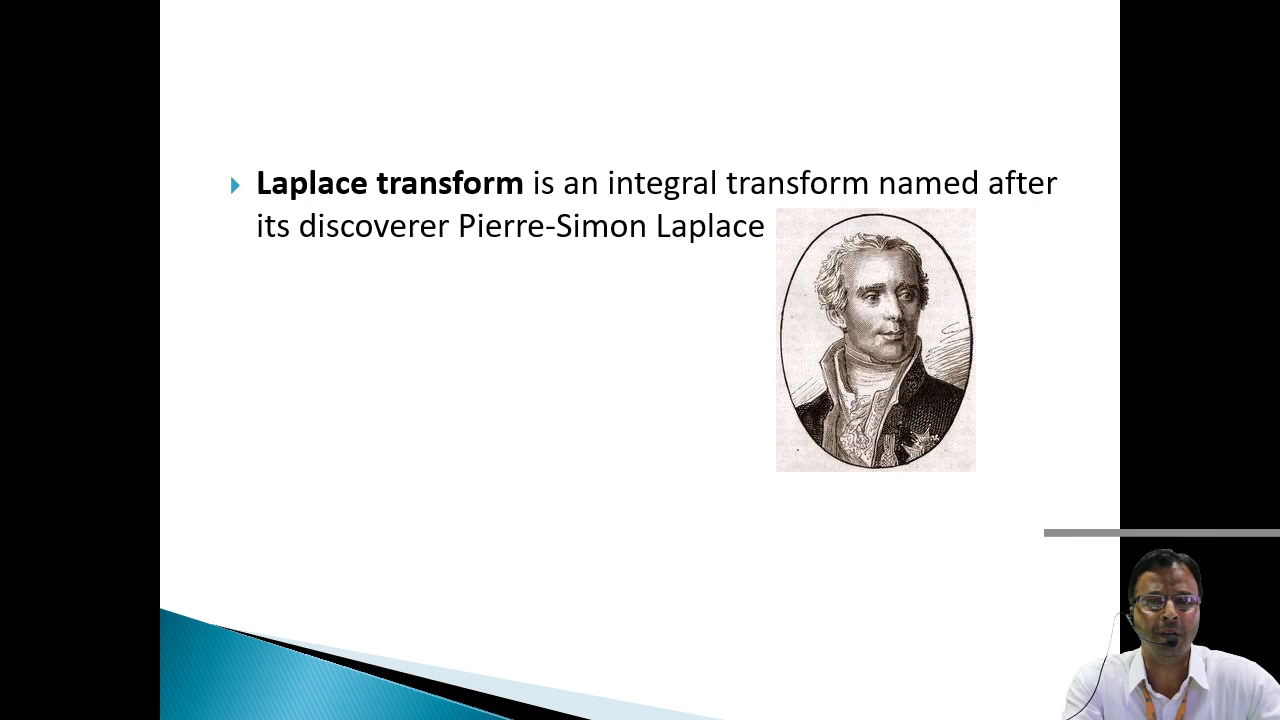 Laplace transform is an integral transform named after
its discoverer Pierre-Simon Laplace